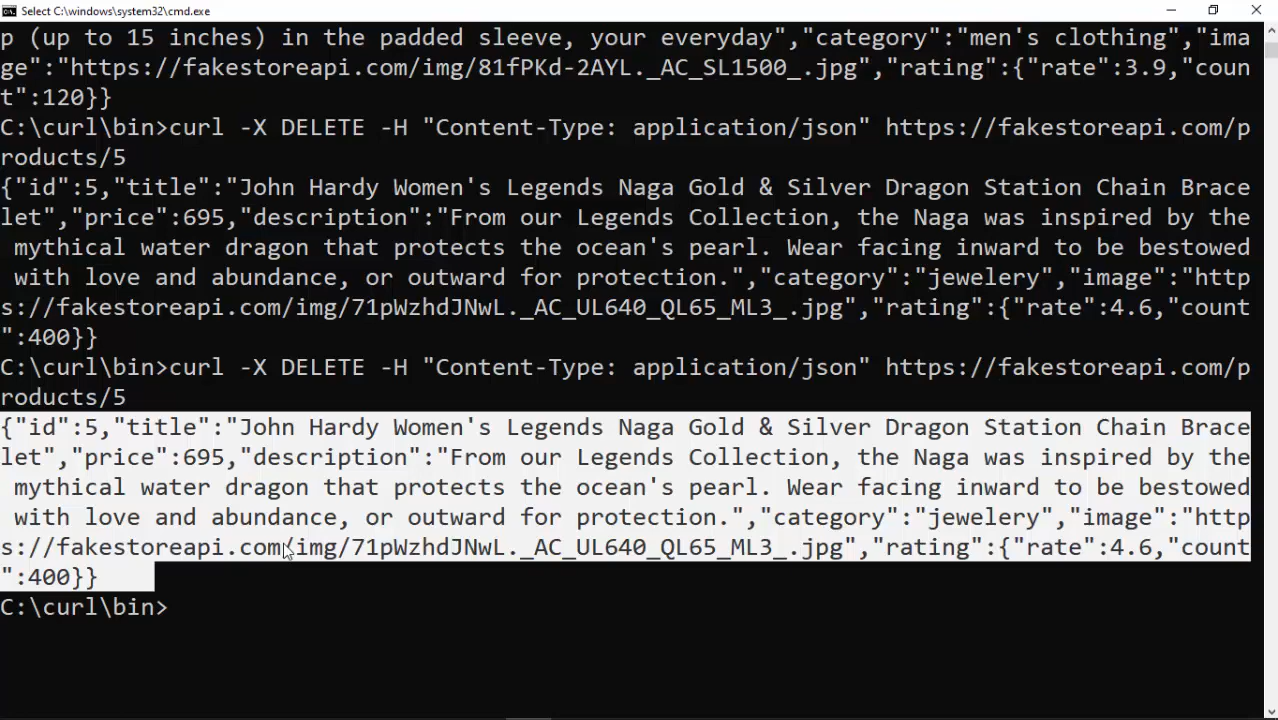 Select C:\windows\system32\cmd.exe
p (up to 15 inches) in the padded sleeve, your everyday","category":"men's clothing","ima
ge":"https://fakestoreapi.com/img/81fPKd-2AYL._AC_SL1500_.jpg","rating":{"rate":3.9,"coun
t":120}}
C:\curl\bin>curl -X DELETE -H "Content-Type: application/json" https://fakestoreapi.com/p
roducts/5
{"id":5,"title":"John Hardy Women's Legends Naga Gold & Silver Dragon Station Chain Brace
let","price":695,"description":"From our Legends Collection, the Naga was inspired by the
 mythical water dragon that protects the ocean's pearl. Wear facing inward to be bestowed
 with love and abundance, or outward for protection.","category":"jewelery","image":"http
s://fakestoreapi.com/img/71pWzhdJNwL._AC_UL640_QL65_ML3_.jpg","rating":{"rate":4.6,"count
":400}}
C:\curl\bin>curl -X DELETE -H "Content-Type: application/json" https://fakestoreapi.com/p
roducts/5
{"id":5,"title":"John Hardy Women's Legends Naga Gold & Silver Dragon Station Chain Brace
let","price":695,"description":"From our Legends Collection, the Naga was inspired by the
 mythical water dragon that protects the ocean's pearl. Wear facing inward to be bestowed
 with love and abundance, or outward for protection.","category":"jewelery","image":"http
s://fakestoreapi.com/img/71pWzhdJNwL._AC_UL640_QL65_ML3_.jpg","rating":{"rate":4.6,"count
":400}}
C:\curl\bin>